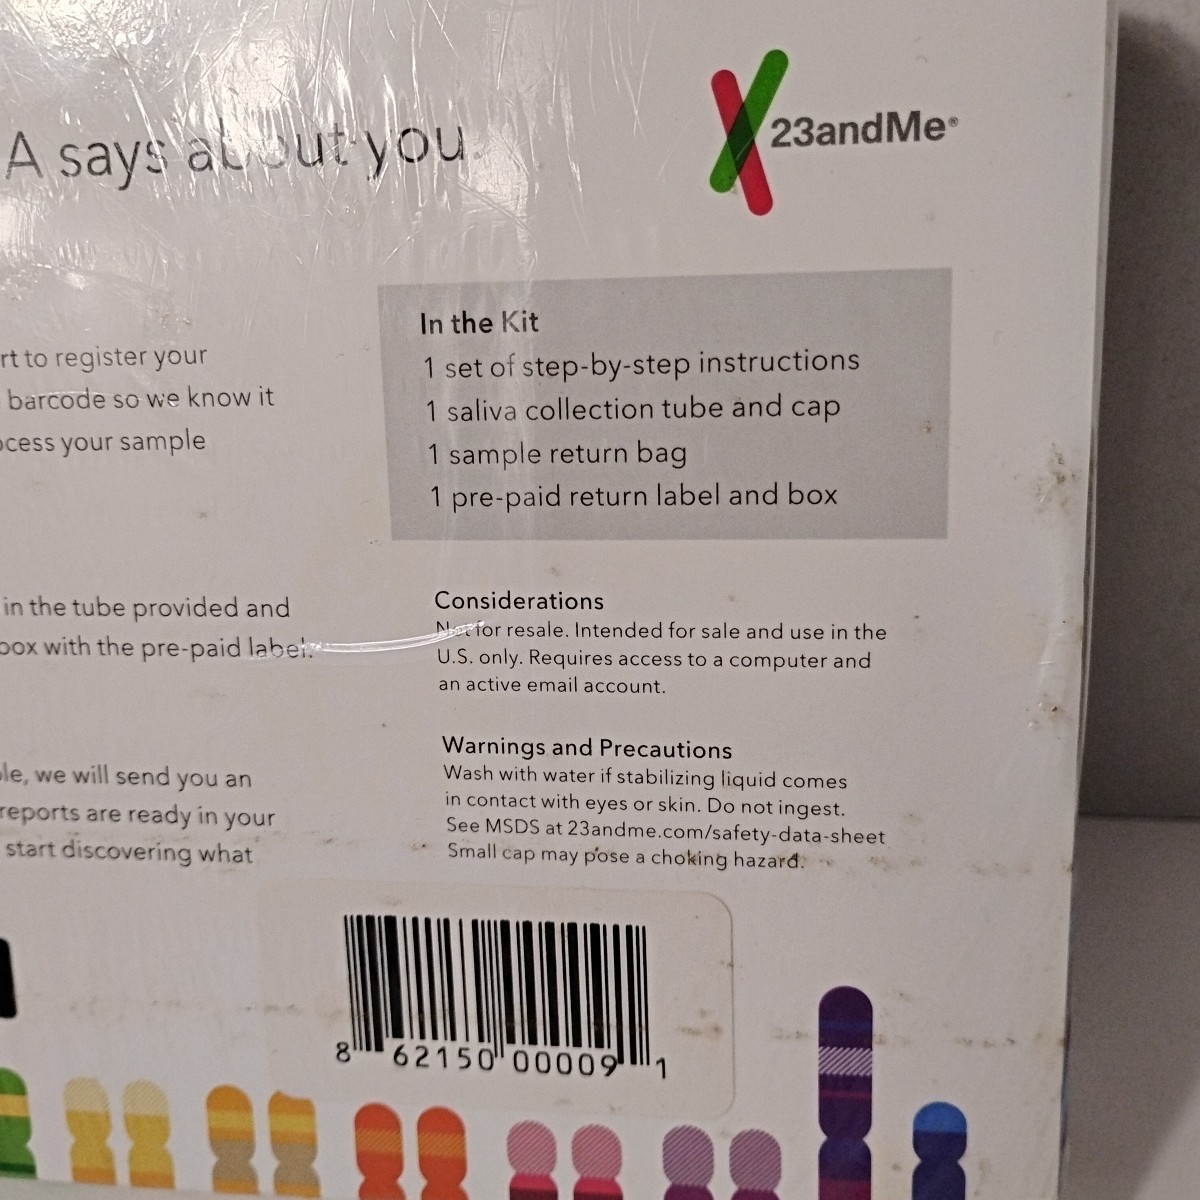 A says about you.
23andMe®
rt to register your
barcode so we know it
ocess your sample
In the Kit
1 set of step-by-step instructions
1 saliva collection tube and cap
1 sample return bag
1 pre-paid return label and box
in the tube provided and
box with the pre-paid label.
Considerations
Not for resale. Intended for sale and use in the
U.S. only. Requires access to a computer and
an active email account.
le, we will send you an
reports are ready in your
start discovering what
Warnings and Precautions
Wash with water if stabilizing liquid comes
in contact with eyes or skin. Do not ingest.
See MSDS at 23andme.com/safety-data-sheet
Small cap may pose a choking hazard.
8 62150 00009 1